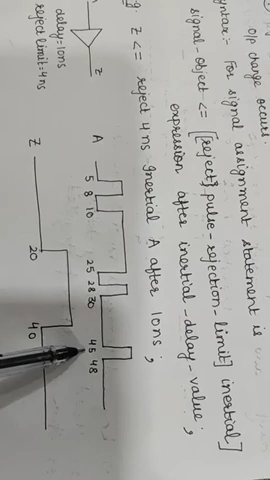 o/p change occurs
Syntax:- For signal assignment statement is
signal-object <= [[reject] pulse-rejection-limit] inertial]
expression after inertial-delay-value;
eg. Z <= reject 4ns Inertial A after 10ns;
A
5 8 10 25 28 30 45 48
Z
delay=10ns
reject limit=4ns
Z
20 40